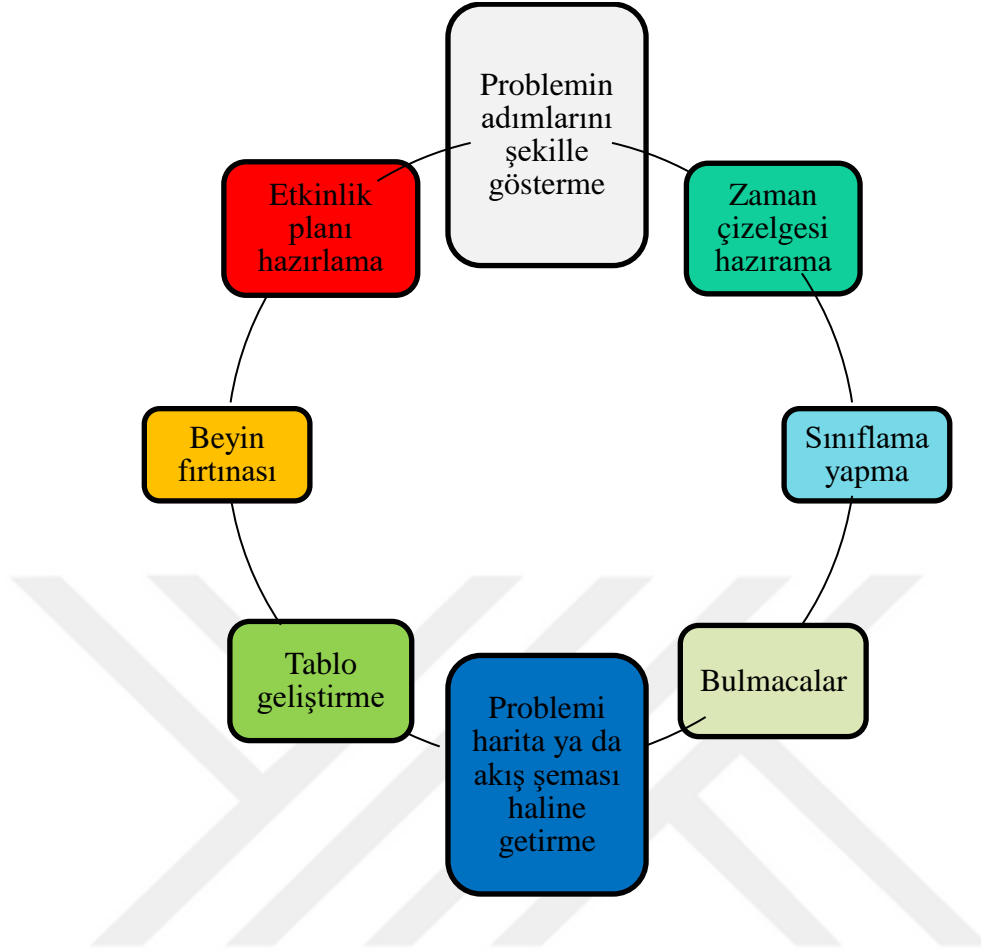 Problemin
adımlarını
şekille
gösterme
Zaman
çizelgesi
hazırama
Sınıflama
yapma
Bulmacalar
Problemi
harita ya da
akış şeması
haline
getirme
Tablo
geliştirme
Beyin
fırtınası
Etkinlik
planı
hazırlama